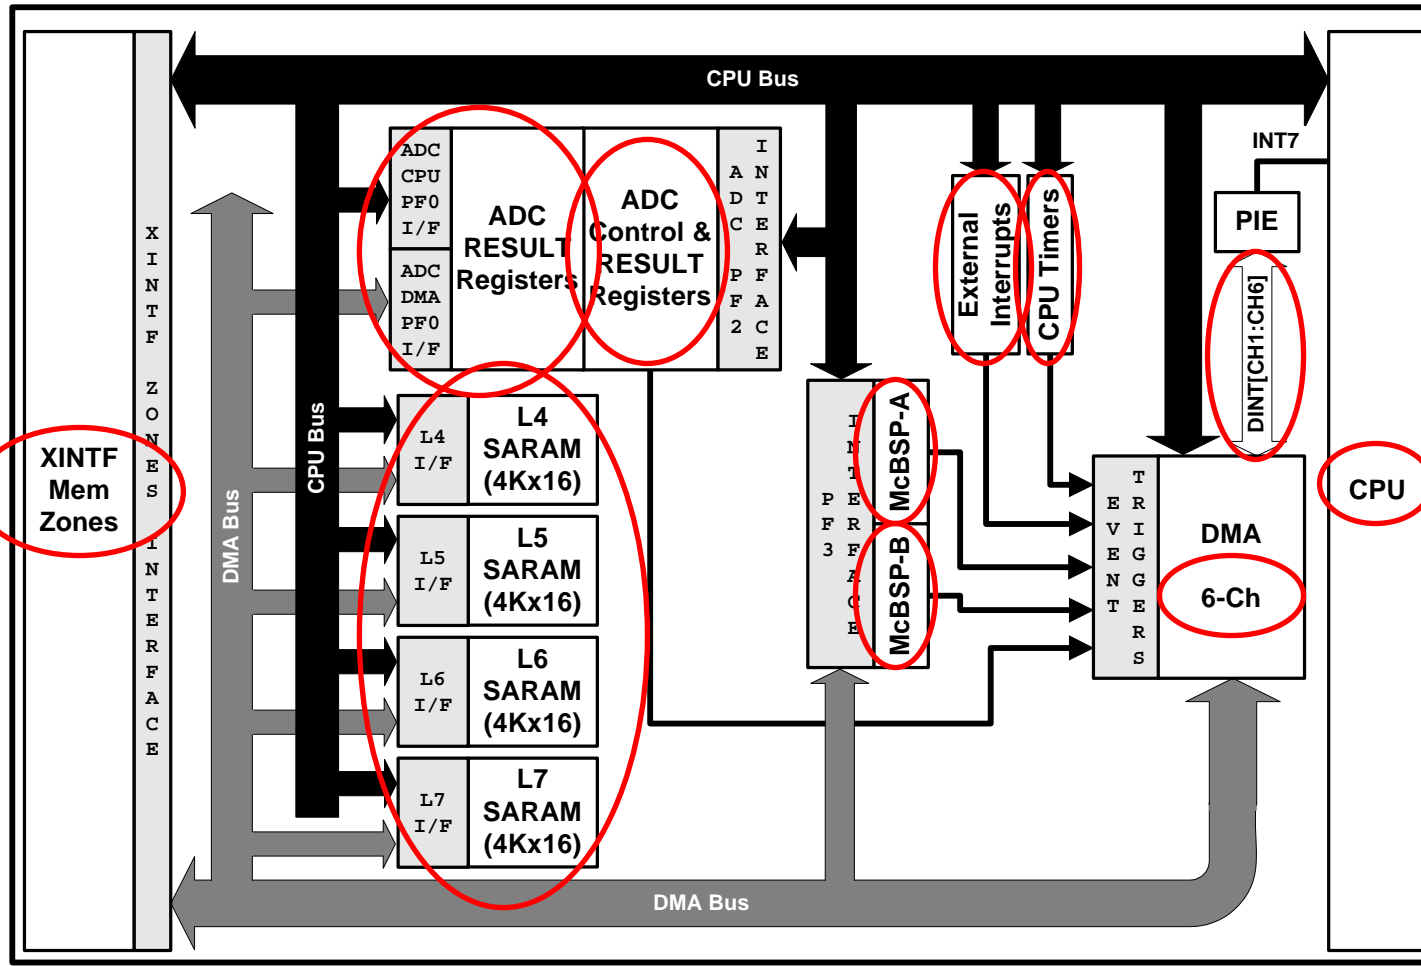 CPU Bus
XINTF ZONES INTERFACE
XINTF
Mem
Zones
DMA Bus
CPU Bus
ADC
CPU
PF0
I/F
ADC
DMA
PF0
I/F
ADC
RESULT
Registers
ADC
Control &
RESULT
Registers
ADC PF2
INTERFACE
L4
I/F
L4
SARAM
(4Kx16)
L5
I/F
L5
SARAM
(4Kx16)
L6
I/F
L6
SARAM
(4Kx16)
L7
I/F
L7
SARAM
(4Kx16)
PF3
INTERFACE
McBSP-A
McBSP-B
External
Interrupts
CPU Timers
INT7
PIE
DINT[CH1:CH6]
EVENT
TRIGGERS
DMA
6-Ch
CPU
DMA Bus